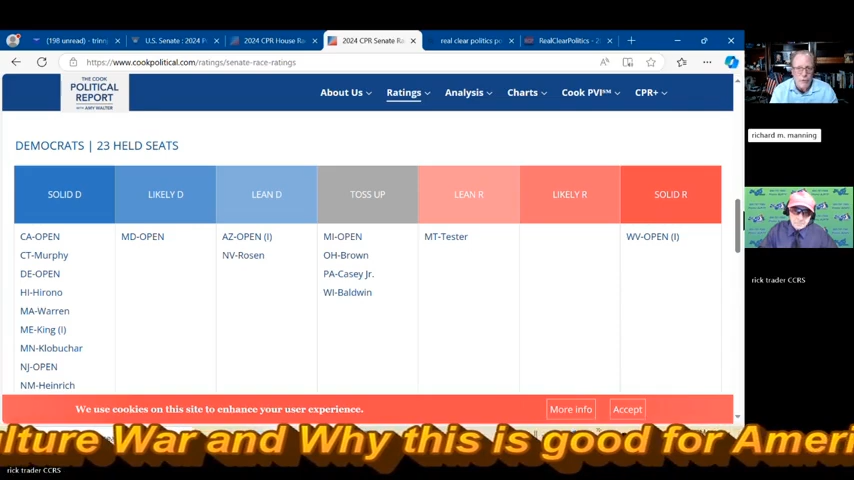 (198 unread) - trinn
U.S. Senate : 2024 P
2024 CPR House Ra
2024 CPR Senate Ra
real clear politics po
RealClearPolitics - 2
https://www.cookpolitical.com/ratings/senate-race-ratings
THE COOK
POLITICAL
REPORT
WITH AMY WALTER
About Us
Ratings
Analysis
Charts
Cook PVI℠
CPR+
richard m. manning
DEMOCRATS | 23 HELD SEATS
SOLID D LIKELY D LEAN D TOSS UP LEAN R LIKELY R SOLID R
CA-OPEN MD-OPEN AZ-OPEN (I) MI-OPEN MT-Tester WV-OPEN (I)
CT-Murphy NV-Rosen OH-Brown
DE-OPEN PA-Casey Jr.
HI-Hirono WI-Baldwin
MA-Warren
ME-King (I)
MN-Klobuchar
NJ-OPEN
NM-Heinrich
rick trader CCRS
We use cookies on this site to enhance your user experience.
More info
Accept
ulture War and Why this is good for Ameri
rick trader CCRS